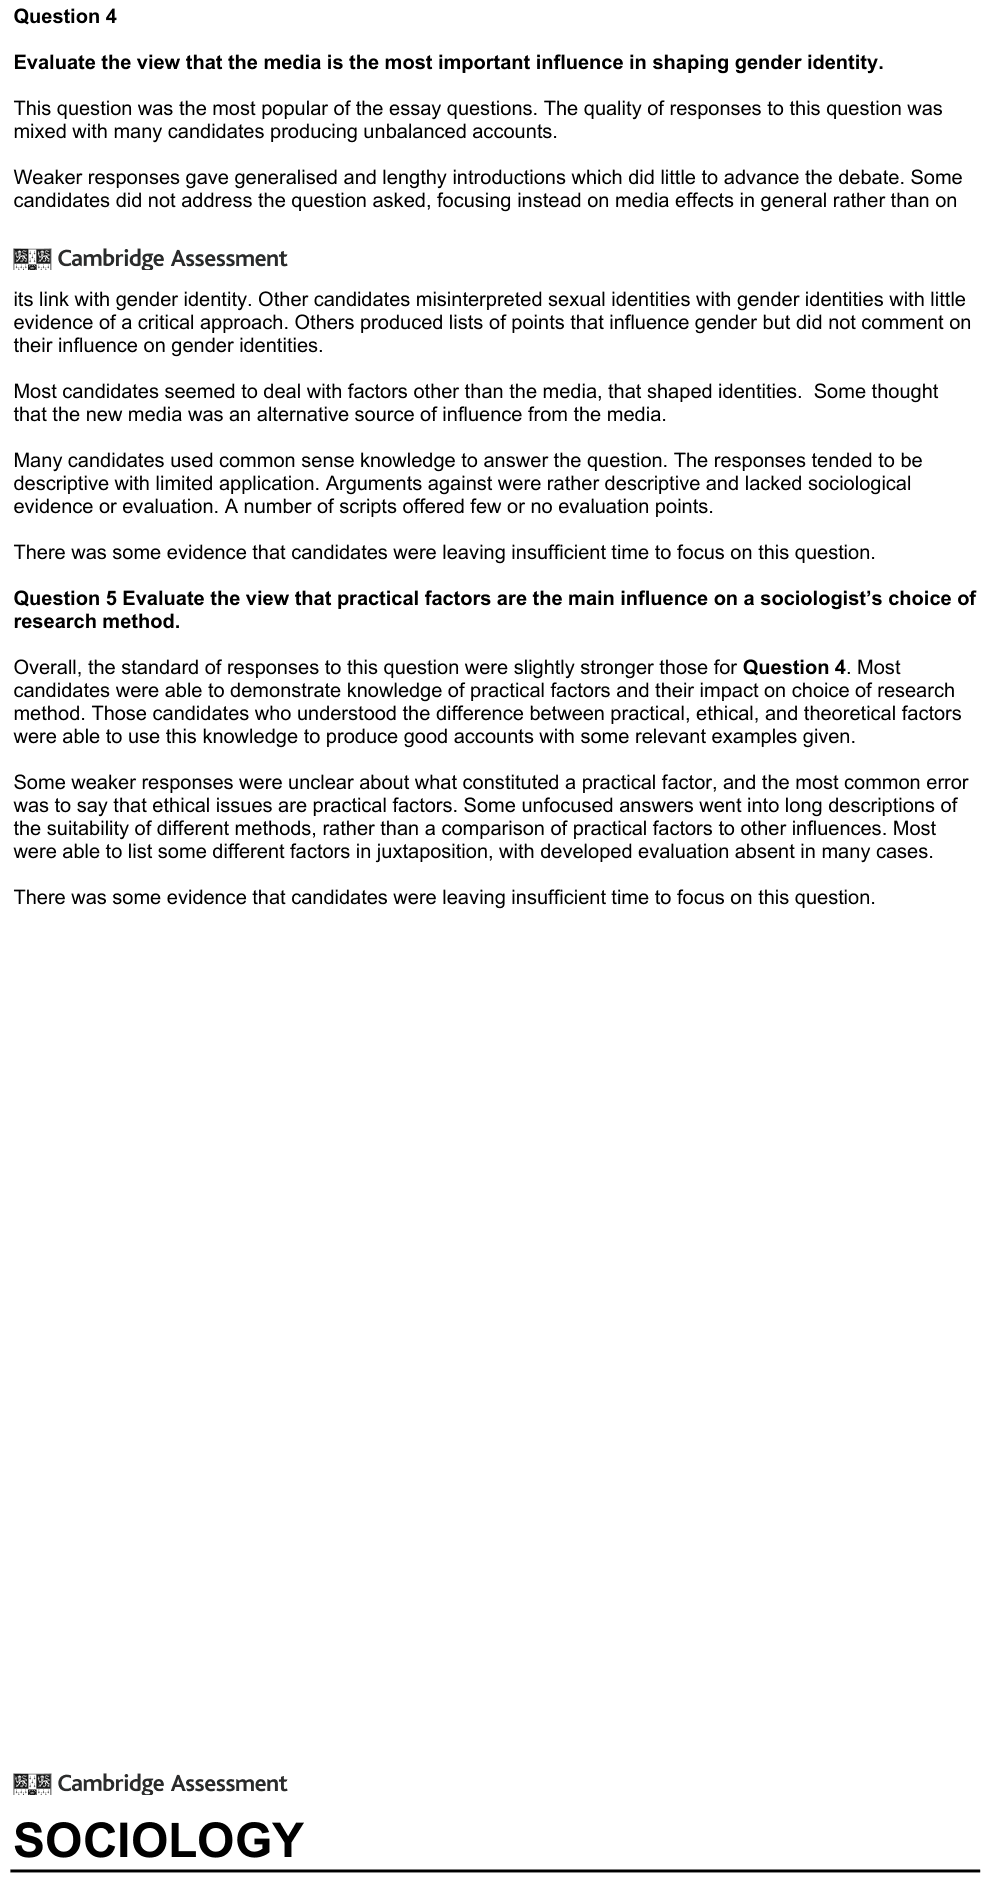 Question 4
Evaluate the view that the media is the most important influence in shaping gender identity.
This question was the most popular of the essay questions. The quality of responses to this question was
mixed with many candidates producing unbalanced accounts.
Weaker responses gave generalised and lengthy introductions which did little to advance the debate. Some
candidates did not address the question asked, focusing instead on media effects in general rather than on
Cambridge Assessment
its link with gender identity. Other candidates misinterpreted sexual identities with gender identities with little
evidence of a critical approach. Others produced lists of points that influence gender but did not comment on
their influence on gender identities.
Most candidates seemed to deal with factors other than the media, that shaped identities.  Some thought
that the new media was an alternative source of influence from the media.
Many candidates used common sense knowledge to answer the question. The responses tended to be
descriptive with limited application. Arguments against were rather descriptive and lacked sociological
evidence or evaluation. A number of scripts offered few or no evaluation points.
There was some evidence that candidates were leaving insufficient time to focus on this question.
Question 5 Evaluate the view that practical factors are the main influence on a sociologist’s choice of
research method.
Overall, the standard of responses to this question were slightly stronger those for Question 4. Most
candidates were able to demonstrate knowledge of practical factors and their impact on choice of research
method. Those candidates who understood the difference between practical, ethical, and theoretical factors
were able to use this knowledge to produce good accounts with some relevant examples given.
Some weaker responses were unclear about what constituted a practical factor, and the most common error
was to say that ethical issues are practical factors. Some unfocused answers went into long descriptions of
the suitability of different methods, rather than a comparison of practical factors to other influences. Most
were able to list some different factors in juxtaposition, with developed evaluation absent in many cases.
There was some evidence that candidates were leaving insufficient time to focus on this question.
Cambridge Assessment
SOCIOLOGY